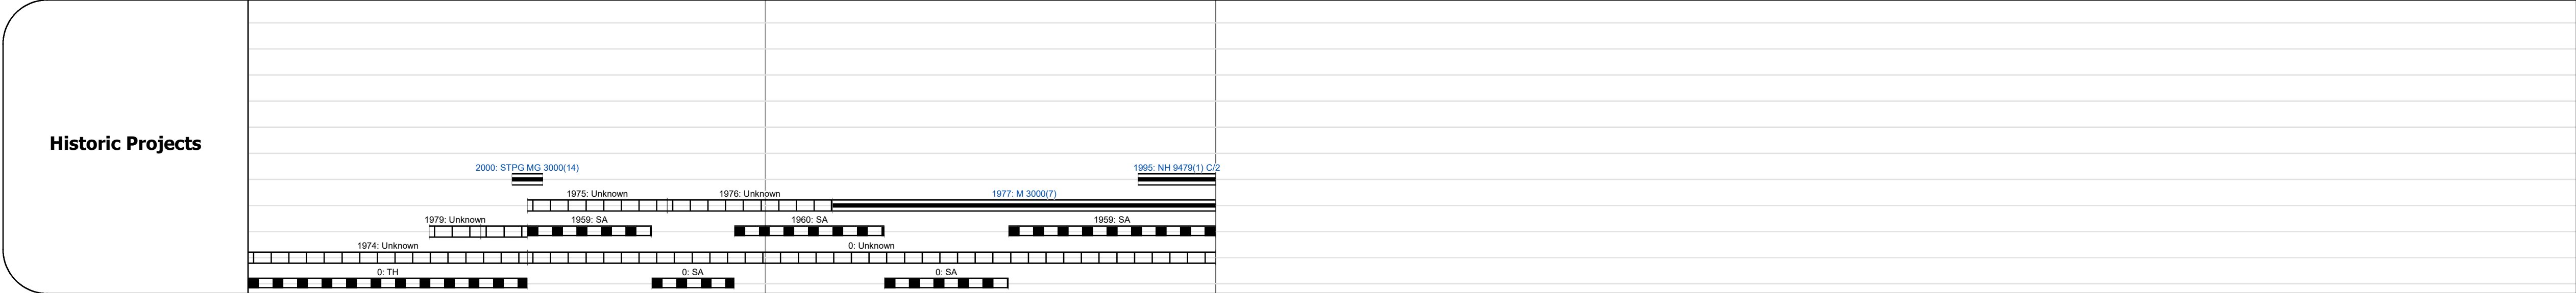 Historic Projects
2000: STPG MG 3000(14)
1995: NH 9479(1) C/2
1975: Unknown
1976: Unknown
1977: M 3000(7)
1979: Unknown
1959: SA
1960: SA
1959: SA
1974: Unknown
0: Unknown
0: TH
0: SA
0: SA